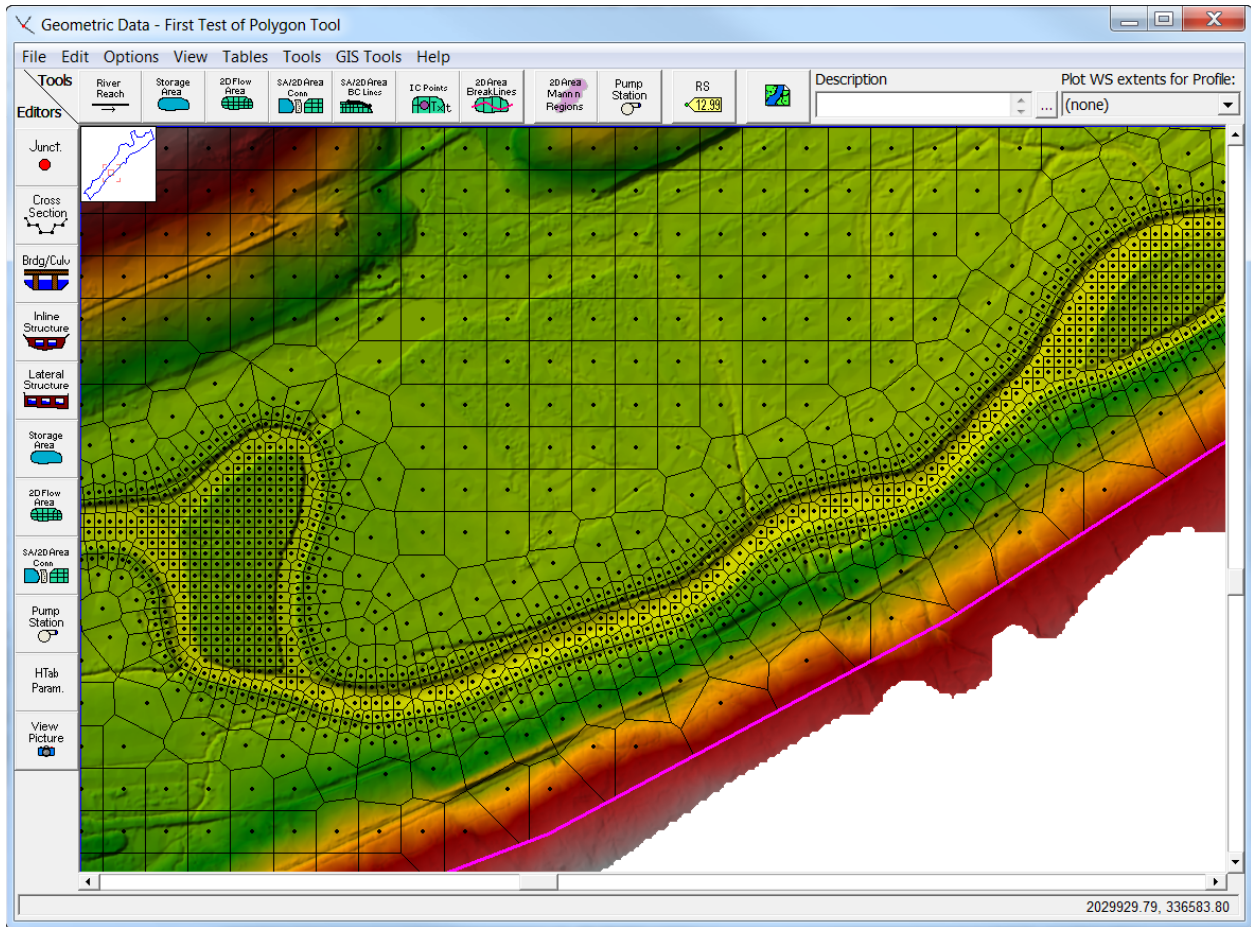 Geometric Data - First Test of Polygon Tool
File Edit Options View Tables Tools GIS Tools Help
Tools
Editors
River
Reach
Storage
Area
2D Flow
Area
SA/2D Area
Conn
SA/2D Area
BC Lines
IC Points
Txt
2D Area
BreakLines
2D Area
Mann n
Regions
Pump
Station
RS
12.99
Description
...
Plot WS extents for Profile:
(none)
Junct.
Cross
Section
Brdg/Culv
Inline
Structure
Lateral
Structure
Storage
Area
2D Flow
Area
SA/2D Area
Conn
Pump
Station
HTab
Param.
View
Picture
2029929.79, 336583.80